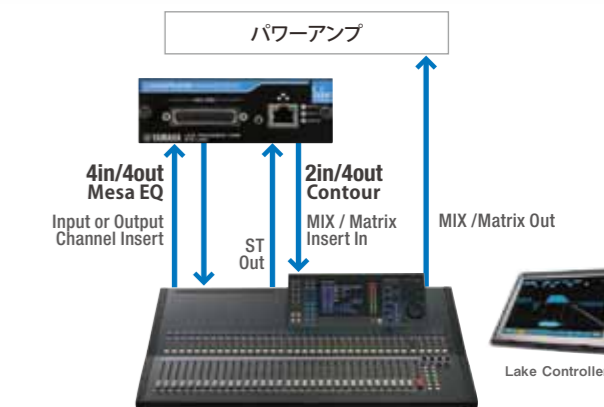 パワーアンプ
YAMAHA
4in/4out
Mesa EQ
Input or Output
Channel Insert
ST
Out
2in/4out
Contour
MIX / Matrix
Insert In
MIX /Matrix Out
Lake Controller